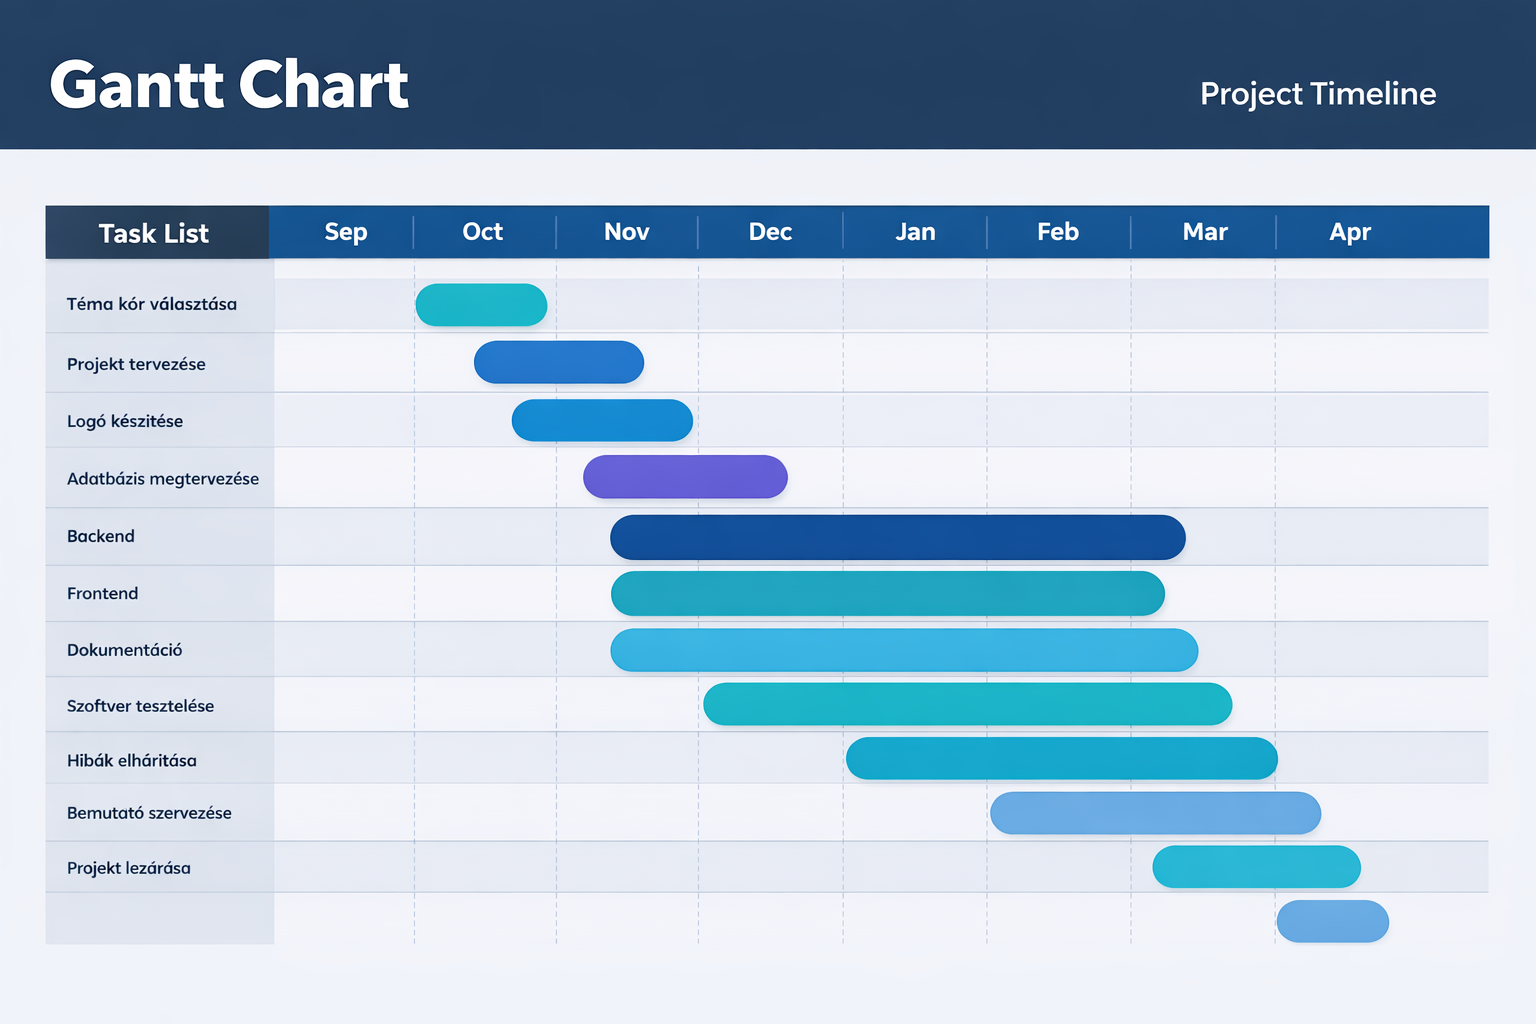 Gantt Chart
Project Timeline
Task List Sep Oct Nov Dec Jan Feb Mar Apr
Téma kór választása
Projekt tervezése
Logó készitése
Adatbázis megtervezése
Backend
Frontend
Dokumentáció
Szoftver tesztelése
Hibák elháritása
Bemutató szervezése
Projekt lezárása